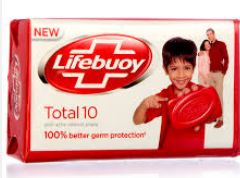 NEW
Lifebuoy
Total 10
100% better germ protection*